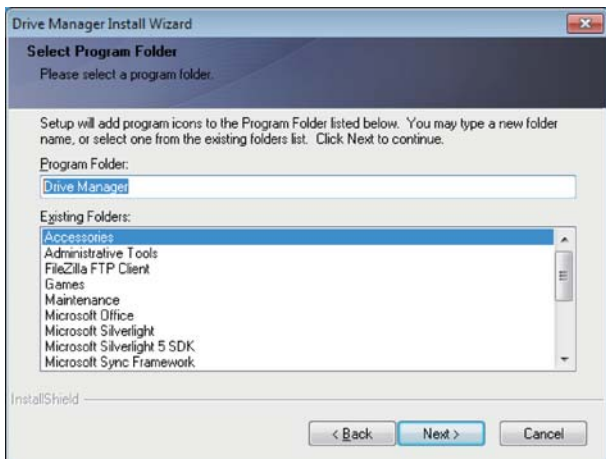 Drive Manager Install Wizard
Select Program Folder
Please select a program folder.
Setup will add program icons to the Program Folder listed below. You may type a new folder
name, or select one from the existing folders list. Click Next to continue.
Program Folder:
Drive Manager
Existing Folders:
Accessories
Administrative Tools
FileZilla FTP Client
Games
Maintenance
Microsoft Office
Microsoft Silverlight
Microsoft Silverlight 5 SDK
Microsoft Sync Framework
InstallShield
< Back
Next >
Cancel